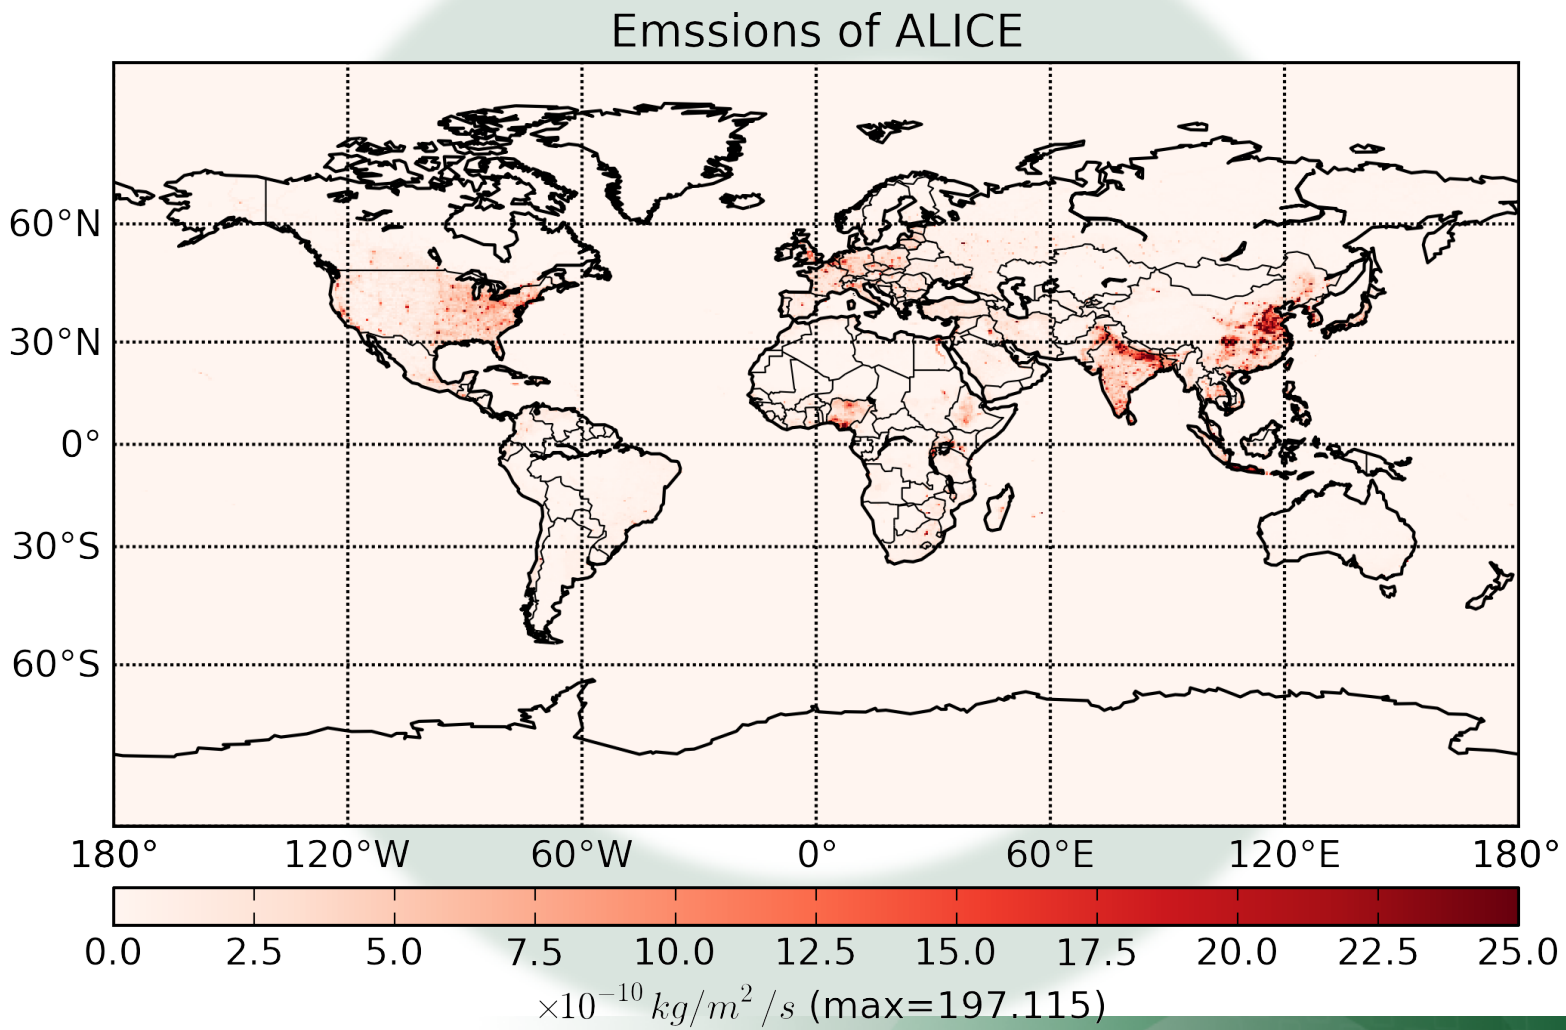 Emssions of ALICE
60°N
30°N
0°
30°S
60°S
180° 120°W 60°W 0° 60°E 120°E 180°
0.0 2.5 5.0 7.5 10.0 12.5 15.0 17.5 20.0 22.5 25.0
×10⁻¹⁰ kg/m²/s (max=197.115)